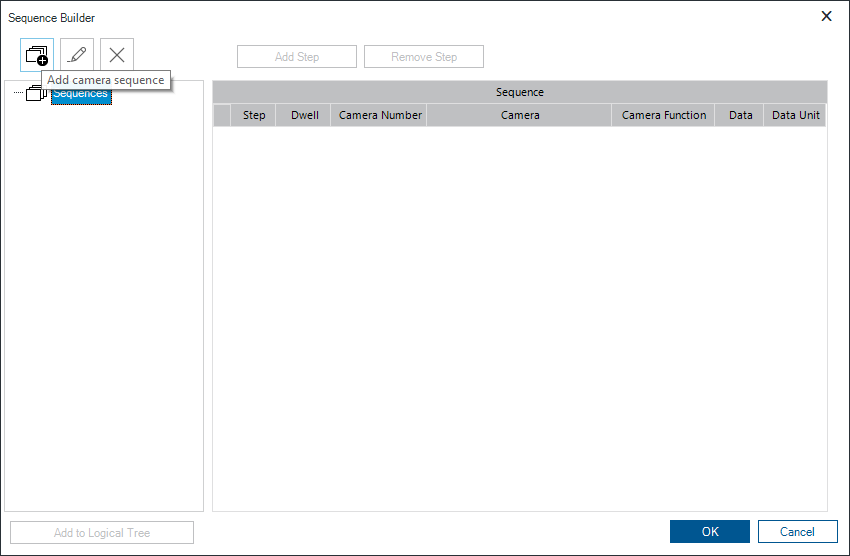 Sequence Builder
Add Step Remove Step
Add camera sequence
Sequences
Sequence
Step Dwell Camera Number Camera Camera Function Data Data Unit
Add to Logical Tree
OK Cancel